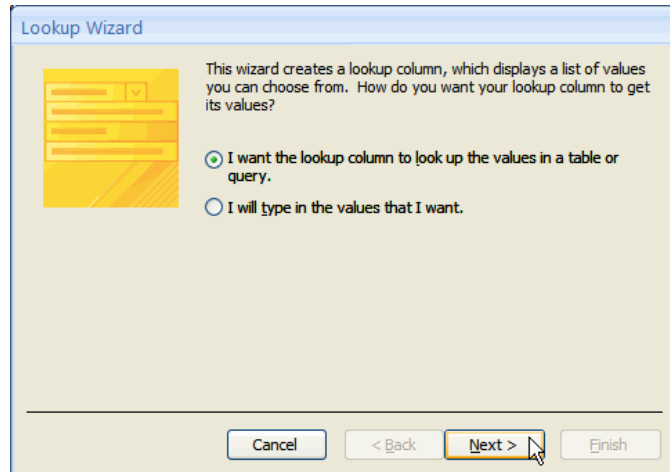 Lookup Wizard
This wizard creates a lookup column, which displays a list of values
you can choose from. How do you want your lookup column to get
its values?
I want the lookup column to look up the values in a table or
query.
I will type in the values that I want.
Cancel < Back Next > Finish